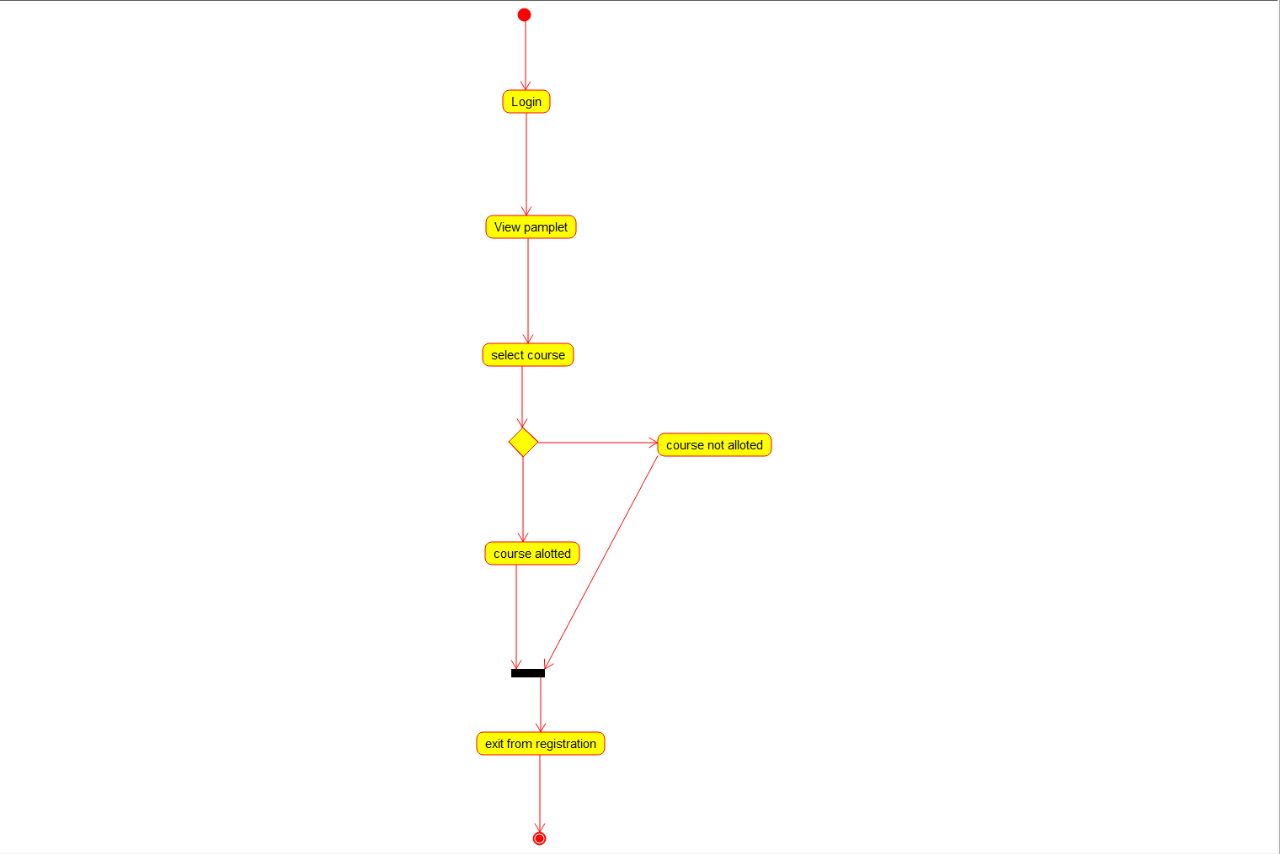 Login
View pamplet
select course
course not alloted
course alotted
exit from registration